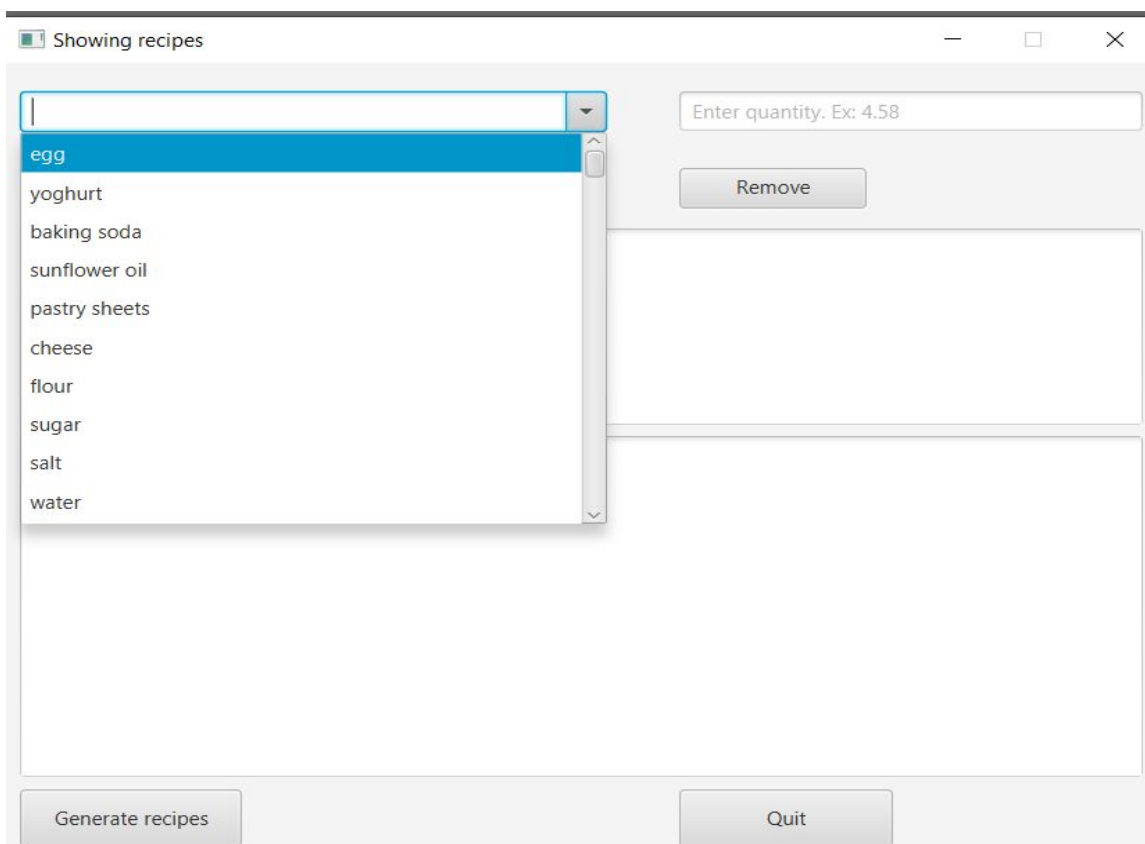 Showing recipes
Enter quantity. Ex: 4.58
egg
yoghurt
Remove
baking soda
sunflower oil
pastry sheets
cheese
flour
sugar
salt
water
Generate recipes
Quit